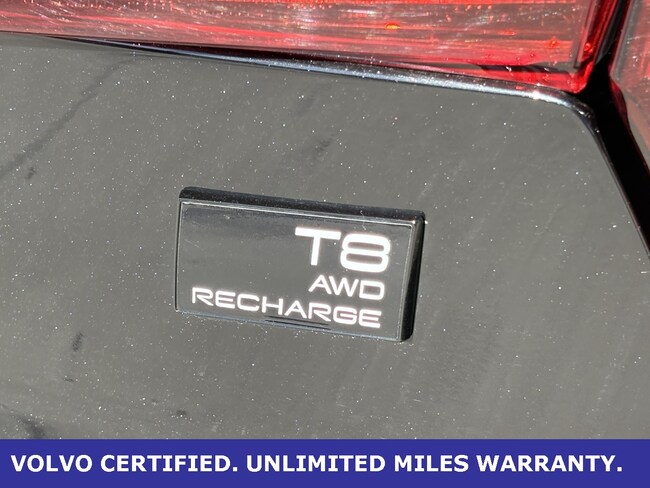 T8
AWD
RECHARGE
VOLVO CERTIFIED. UNLIMITED MILES WARRANTY.